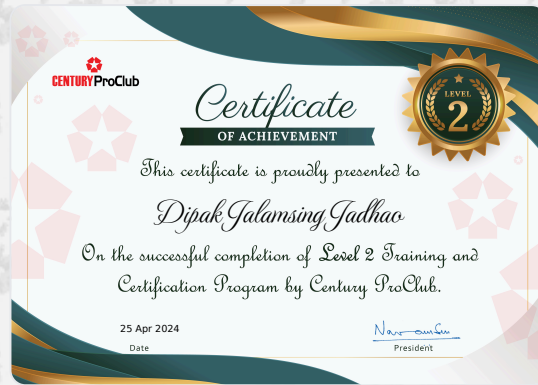 CENTURY ProClub
LEVEL
2
Certificate
OF ACHIEVEMENT
This certificate is proudly presented to
Dipak Jalamsing Jadhao
On the successful completion of Level 2 Training and
Certification Program by Century ProClub.
25 Apr 2024
Date
President